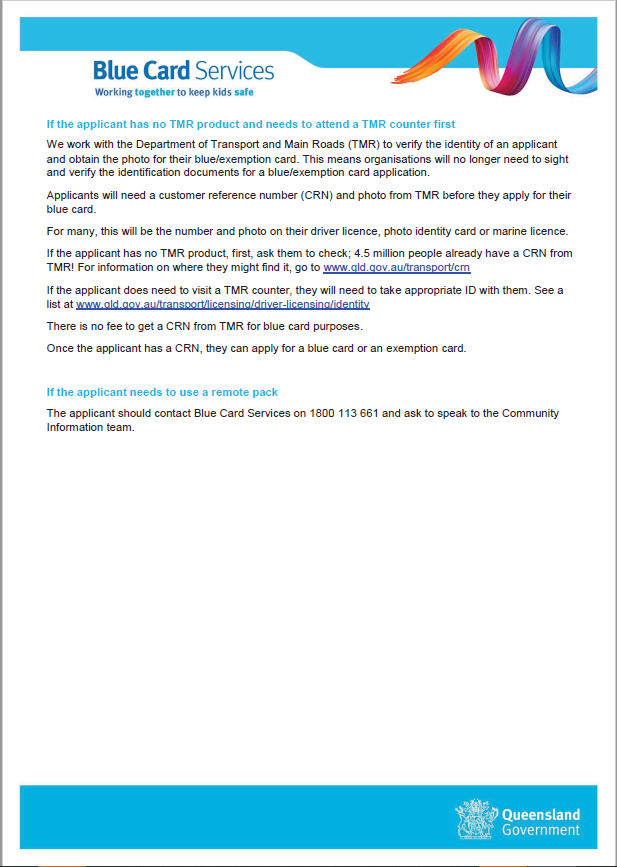 Blue Card Services
Working together to keep kids safe
If the applicant has no TMR product and needs to attend a TMR counter first
We work with the Department of Transport and Main Roads (TMR) to verify the identity of an applicant
and obtain the photo for their blue/exemption card. This means organisations will no longer need to sight
and verify the identification documents for a blue/exemption card application.
Applicants will need a customer reference number (CRN) and photo from TMR before they apply for their
blue card.
For many, this will be the number and photo on their driver licence, photo identity card or marine licence.
If the applicant has no TMR product, first, ask them to check; 4.5 million people already have a CRN from
TMR! For information on where they might find it, go to www.qld.gov.au/transport/crn
If the applicant does need to visit a TMR counter, they will need to take appropriate ID with them. See a
list at www.qld.gov.au/transport/licensing/driver-licensing/identity
There is no fee to get a CRN from TMR for blue card purposes.
Once the applicant has a CRN, they can apply for a blue card or an exemption card.
If the applicant needs to use a remote pack
The applicant should contact Blue Card Services on 1800 113 661 and ask to speak to the Community
Information team.
Queensland
Government